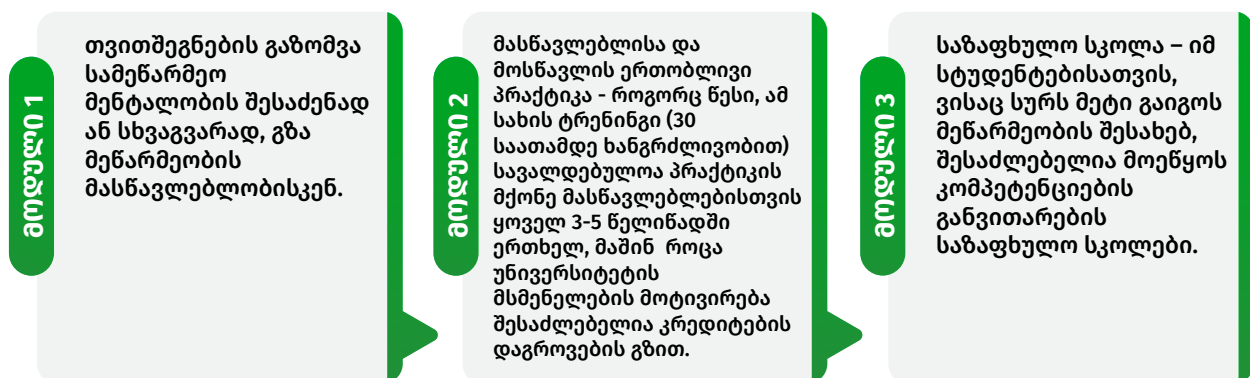 მოდული 1
თვითშეგნების გაზომვა
სამეწარმეო
მენტალობის შესაძენად
ან სხვაგვარად, გზა
მეწარმეობის
მასწავლებლობისკენ.
მოდული 2
მასწავლებლისა და
მოსწავლის ერთობლივი
პრაქტიკა - როგორც წესი, ამ
სახის ტრენინგი (30
საათამდე ხანგრძლივობით)
სავალდებულოა პრაქტიკის
მქონე მასწავლებლებისთვის
ყოველ 3-5 წელიწადში
ერთხელ, მაშინ როცა
უნივერსიტეტის
მსმენელების მოტივირება
შესაძლებელია კრედიტების
დაგროვების გზით.
მოდული 3
საზაფხულო სკოლა – იმ
სტუდენტებისათვის,
ვისაც სურს მეტი გაიგოს
მეწარმეობის შესახებ,
შესაძლებელია მოეწყოს
კომპეტენციების
განვითარების
საზაფხულო სკოლები.